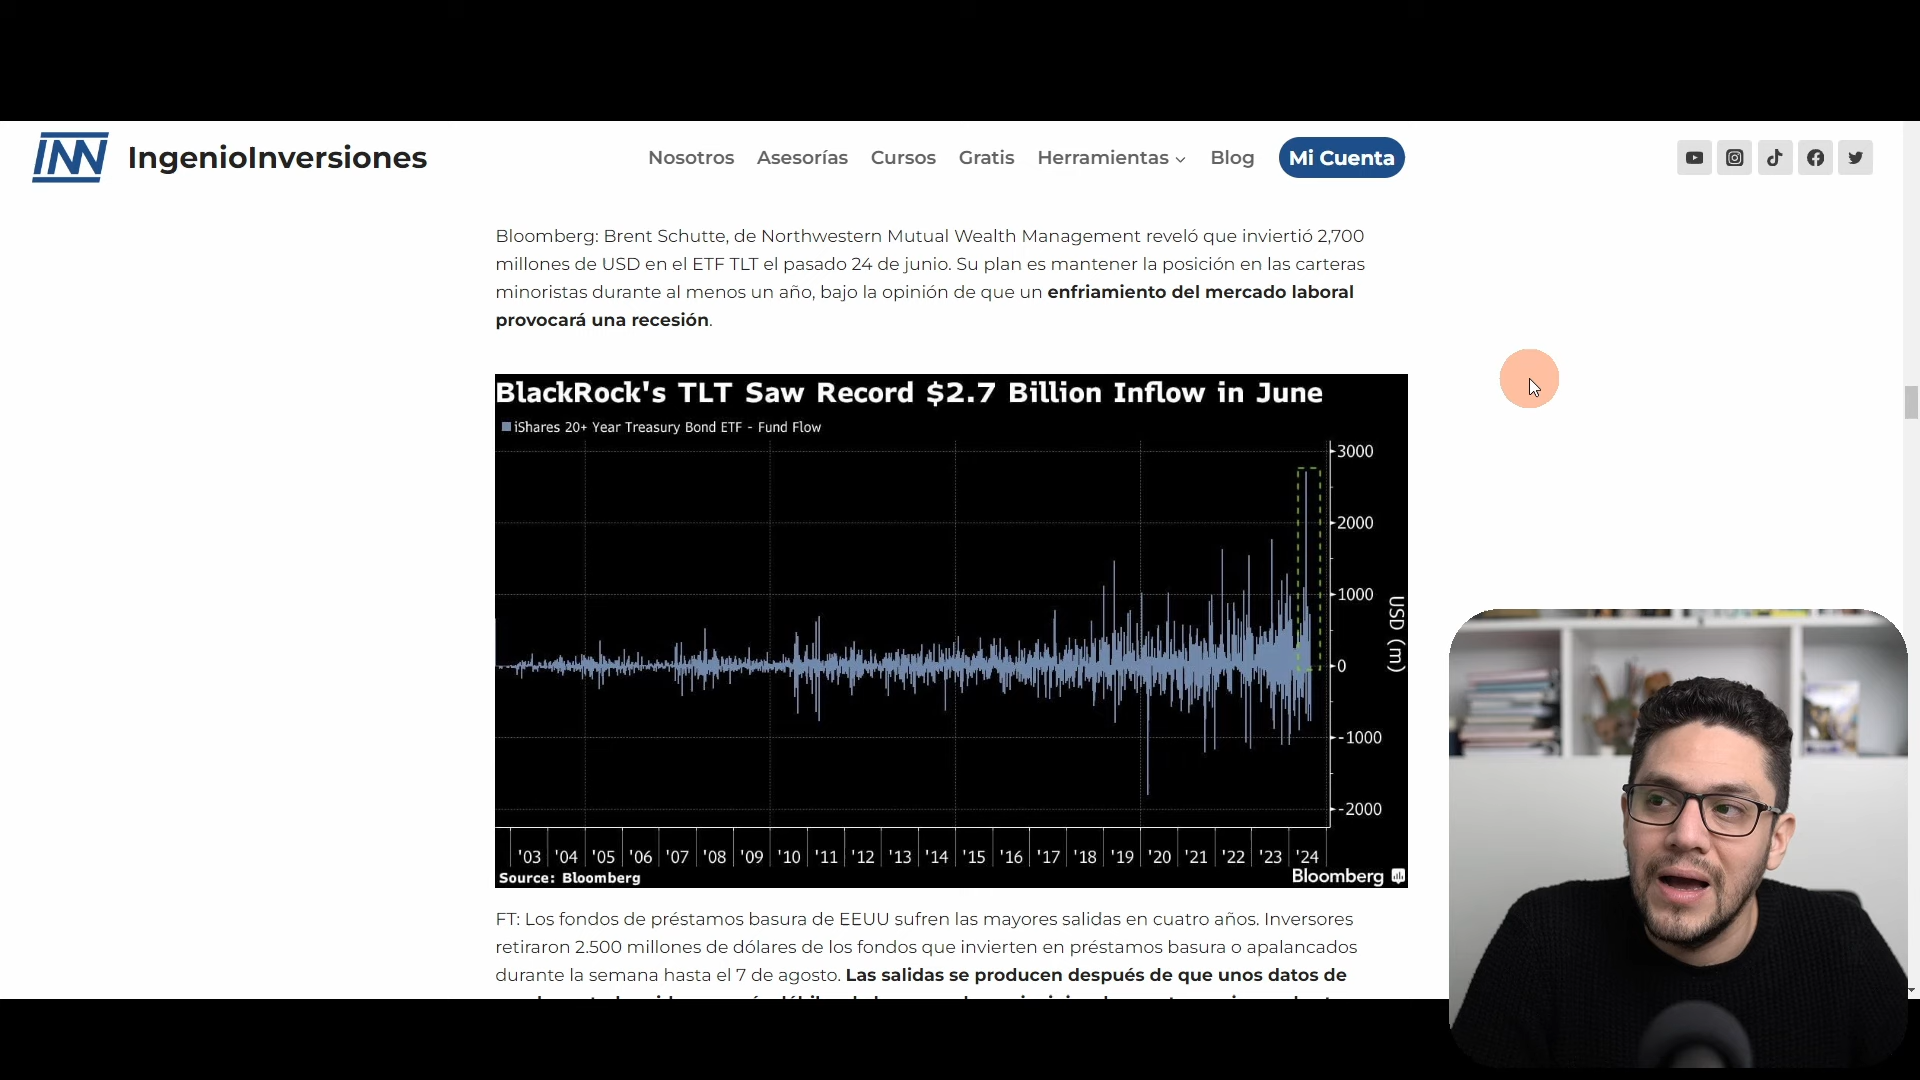 INN IngenioInversiones Nosotros Asesorías Cursos Gratis Herramientas Blog Mi Cuenta
Bloomberg: Brent Schutte, de Northwestern Mutual Wealth Management reveló que inviertió 2,700
millones de USD en el ETF TLT el pasado 24 de junio. Su plan es mantener la posición en las carteras
minoristas durante al menos un año, bajo la opinión de que un enfriamiento del mercado laboral
provocará una recesión.
BlackRock's TLT Saw Record $2.7 Billion Inflow in June
iShares 20+ Year Treasury Bond ETF - Fund Flow
3000
2000
1000
0
-1000
-2000
USD (m)
'03 '04 '05 '06 '07 '08 '09 '10 '11 '12 '13 '14 '15 '16 '17 '18 '19 '20 '21 '22 '23 '24
Source: Bloomberg
Bloomberg
FT: Los fondos de préstamos basura de EEUU sufren las mayores salidas en cuatro años. Inversores
retiraron 2.500 millones de dólares de los fondos que invierten en préstamos basura o apalancados
durante la semana hasta el 7 de agosto. Las salidas se producen después de que unos datos de